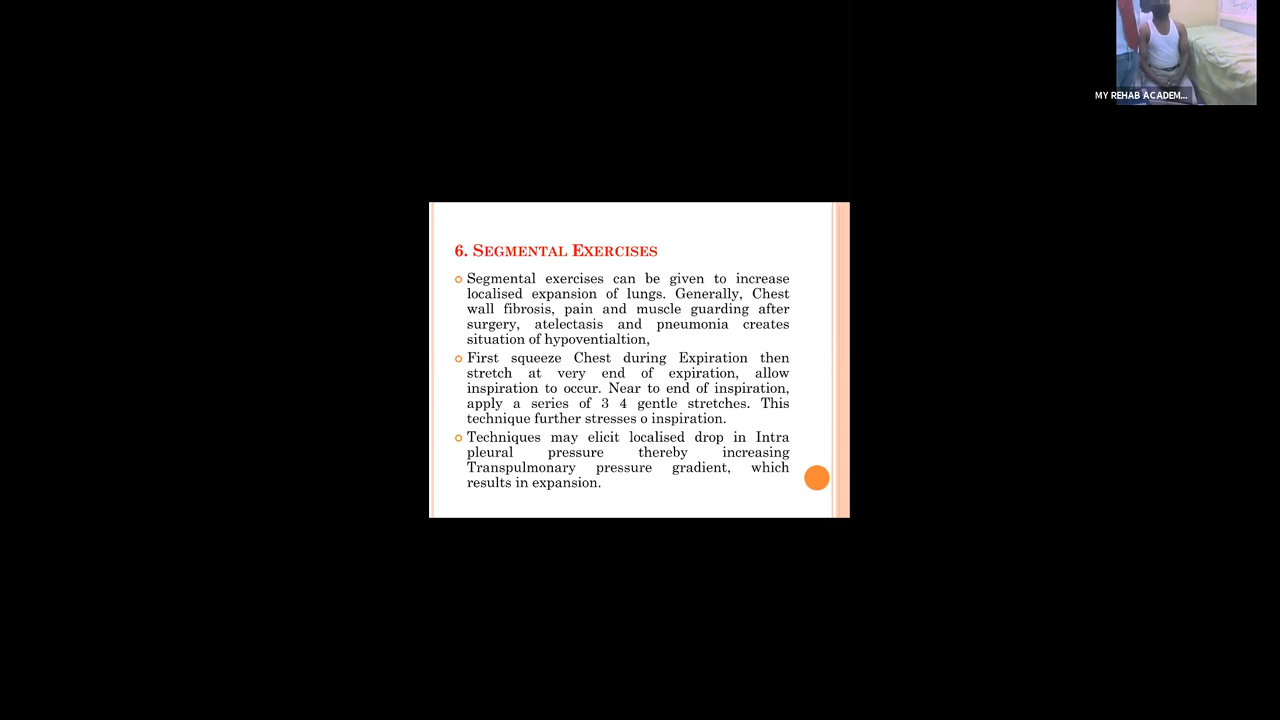 MY REHAB ACADEM...
6. SEGMENTAL EXERCISES
Segmental exercises can be given to increase
localised expansion of lungs. Generally, Chest
wall fibrosis, pain and muscle guarding after
surgery, atelectasis and pneumonia creates
situation of hypoventialtion,
First squeeze Chest during Expiration then
stretch at very end of expiration, allow
inspiration to occur. Near to end of inspiration,
apply a series of 3 4 gentle stretches. This
technique further stresses o inspiration.
Techniques may elicit localised drop in Intra
pleural pressure thereby increasing
Transpulmonary pressure gradient, which
results in expansion.